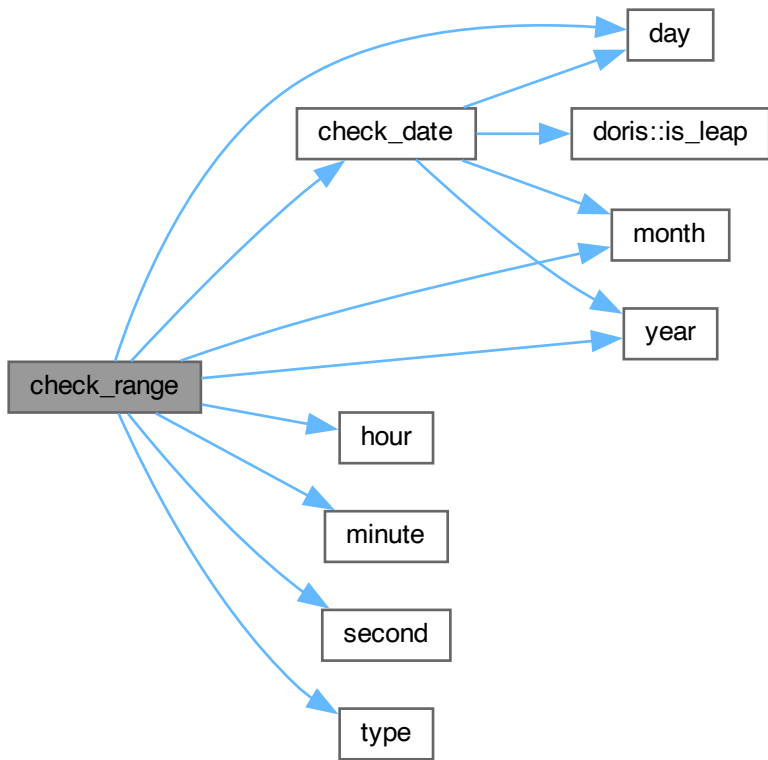 day
check_date
doris::is_leap
month
year
check_range
hour
minute
second
type